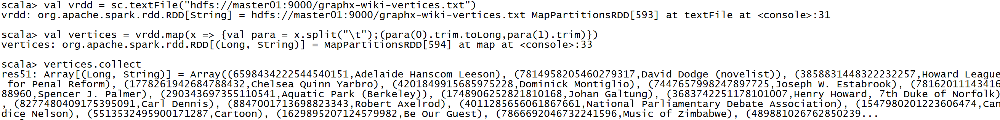 scala> val vrdd = sc.textFile("hdfs://master01:9000/graphx-wiki-vertices.txt")
vrdd: org.apache.spark.rdd.RDD[String] = hdfs://master01:9000/graphx-wiki-vertices.txt MapPartitionsRDD[593] at textFile at <console>:31
scala> val vertices = vrdd.map(x => {val para = x.split("\t");(para(0).trim.toLong,para(1).trim)})
vertices: org.apache.spark.rdd.RDD[(Long, String)] = MapPartitionsRDD[594] at map at <console>:33
scala> vertices.collect
res51: Array[(Long, String)] = Array((6598434222544540151,Adelaide Hanscom Leeson), (7814958205460279317,David Dodge (novelist)), (3858831448322232257,Howard League
 for Penal Reform), (1778261942684788432,Chelsea Quinn Yarbro), (4201849915685975228,Dominick Montiglio), (7447657998247897725,Joseph W. Estabrook), (78162011143416
88960,Spencer J. Palmer), (290343697355110541,Aquatic Park (Berkeley)), (1748906252821810168,Johan Galtung), (3683742251178101007,Henry Howard, 7th Duke of Norfolk)
, (8277480409175395091,Carl Dennis), (8847001713698823343,Robert Axelrod), (4011285656061867661,National Parliamentary Debate Association), (1547980201223606474,Can
dice Nelson), (5513532495900171287,Cartoon), (1629895207124579982,Be Our Guest), (7866692046732241596,Music of Zimbabwe), (489881026762850239...